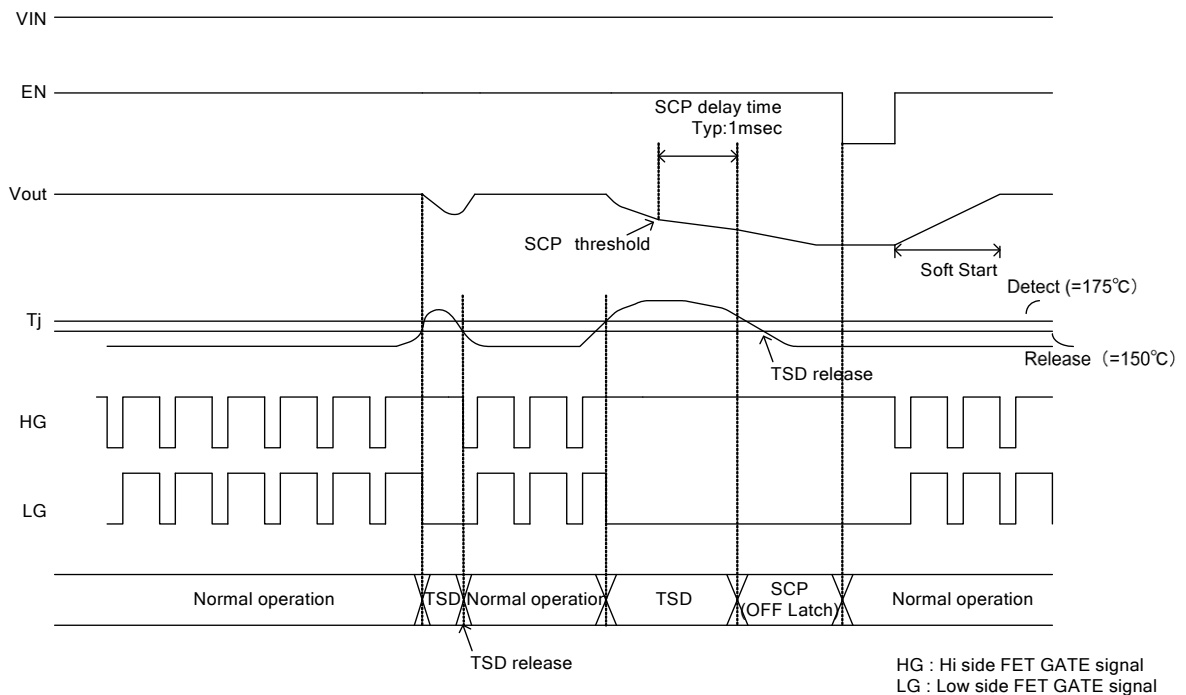 VIN
EN
SCP delay time
Typ:1msec
Vout
SCP threshold
Soft Start
Detect (=175℃)
Tj
Release (=150℃)
TSD release
HG
LG
Normal operation
TSD
Normal operation
TSD
SCP
(OFF Latch)
Normal operation
TSD release
HG : Hi side FET GATE signal
LG : Low side FET GATE signal